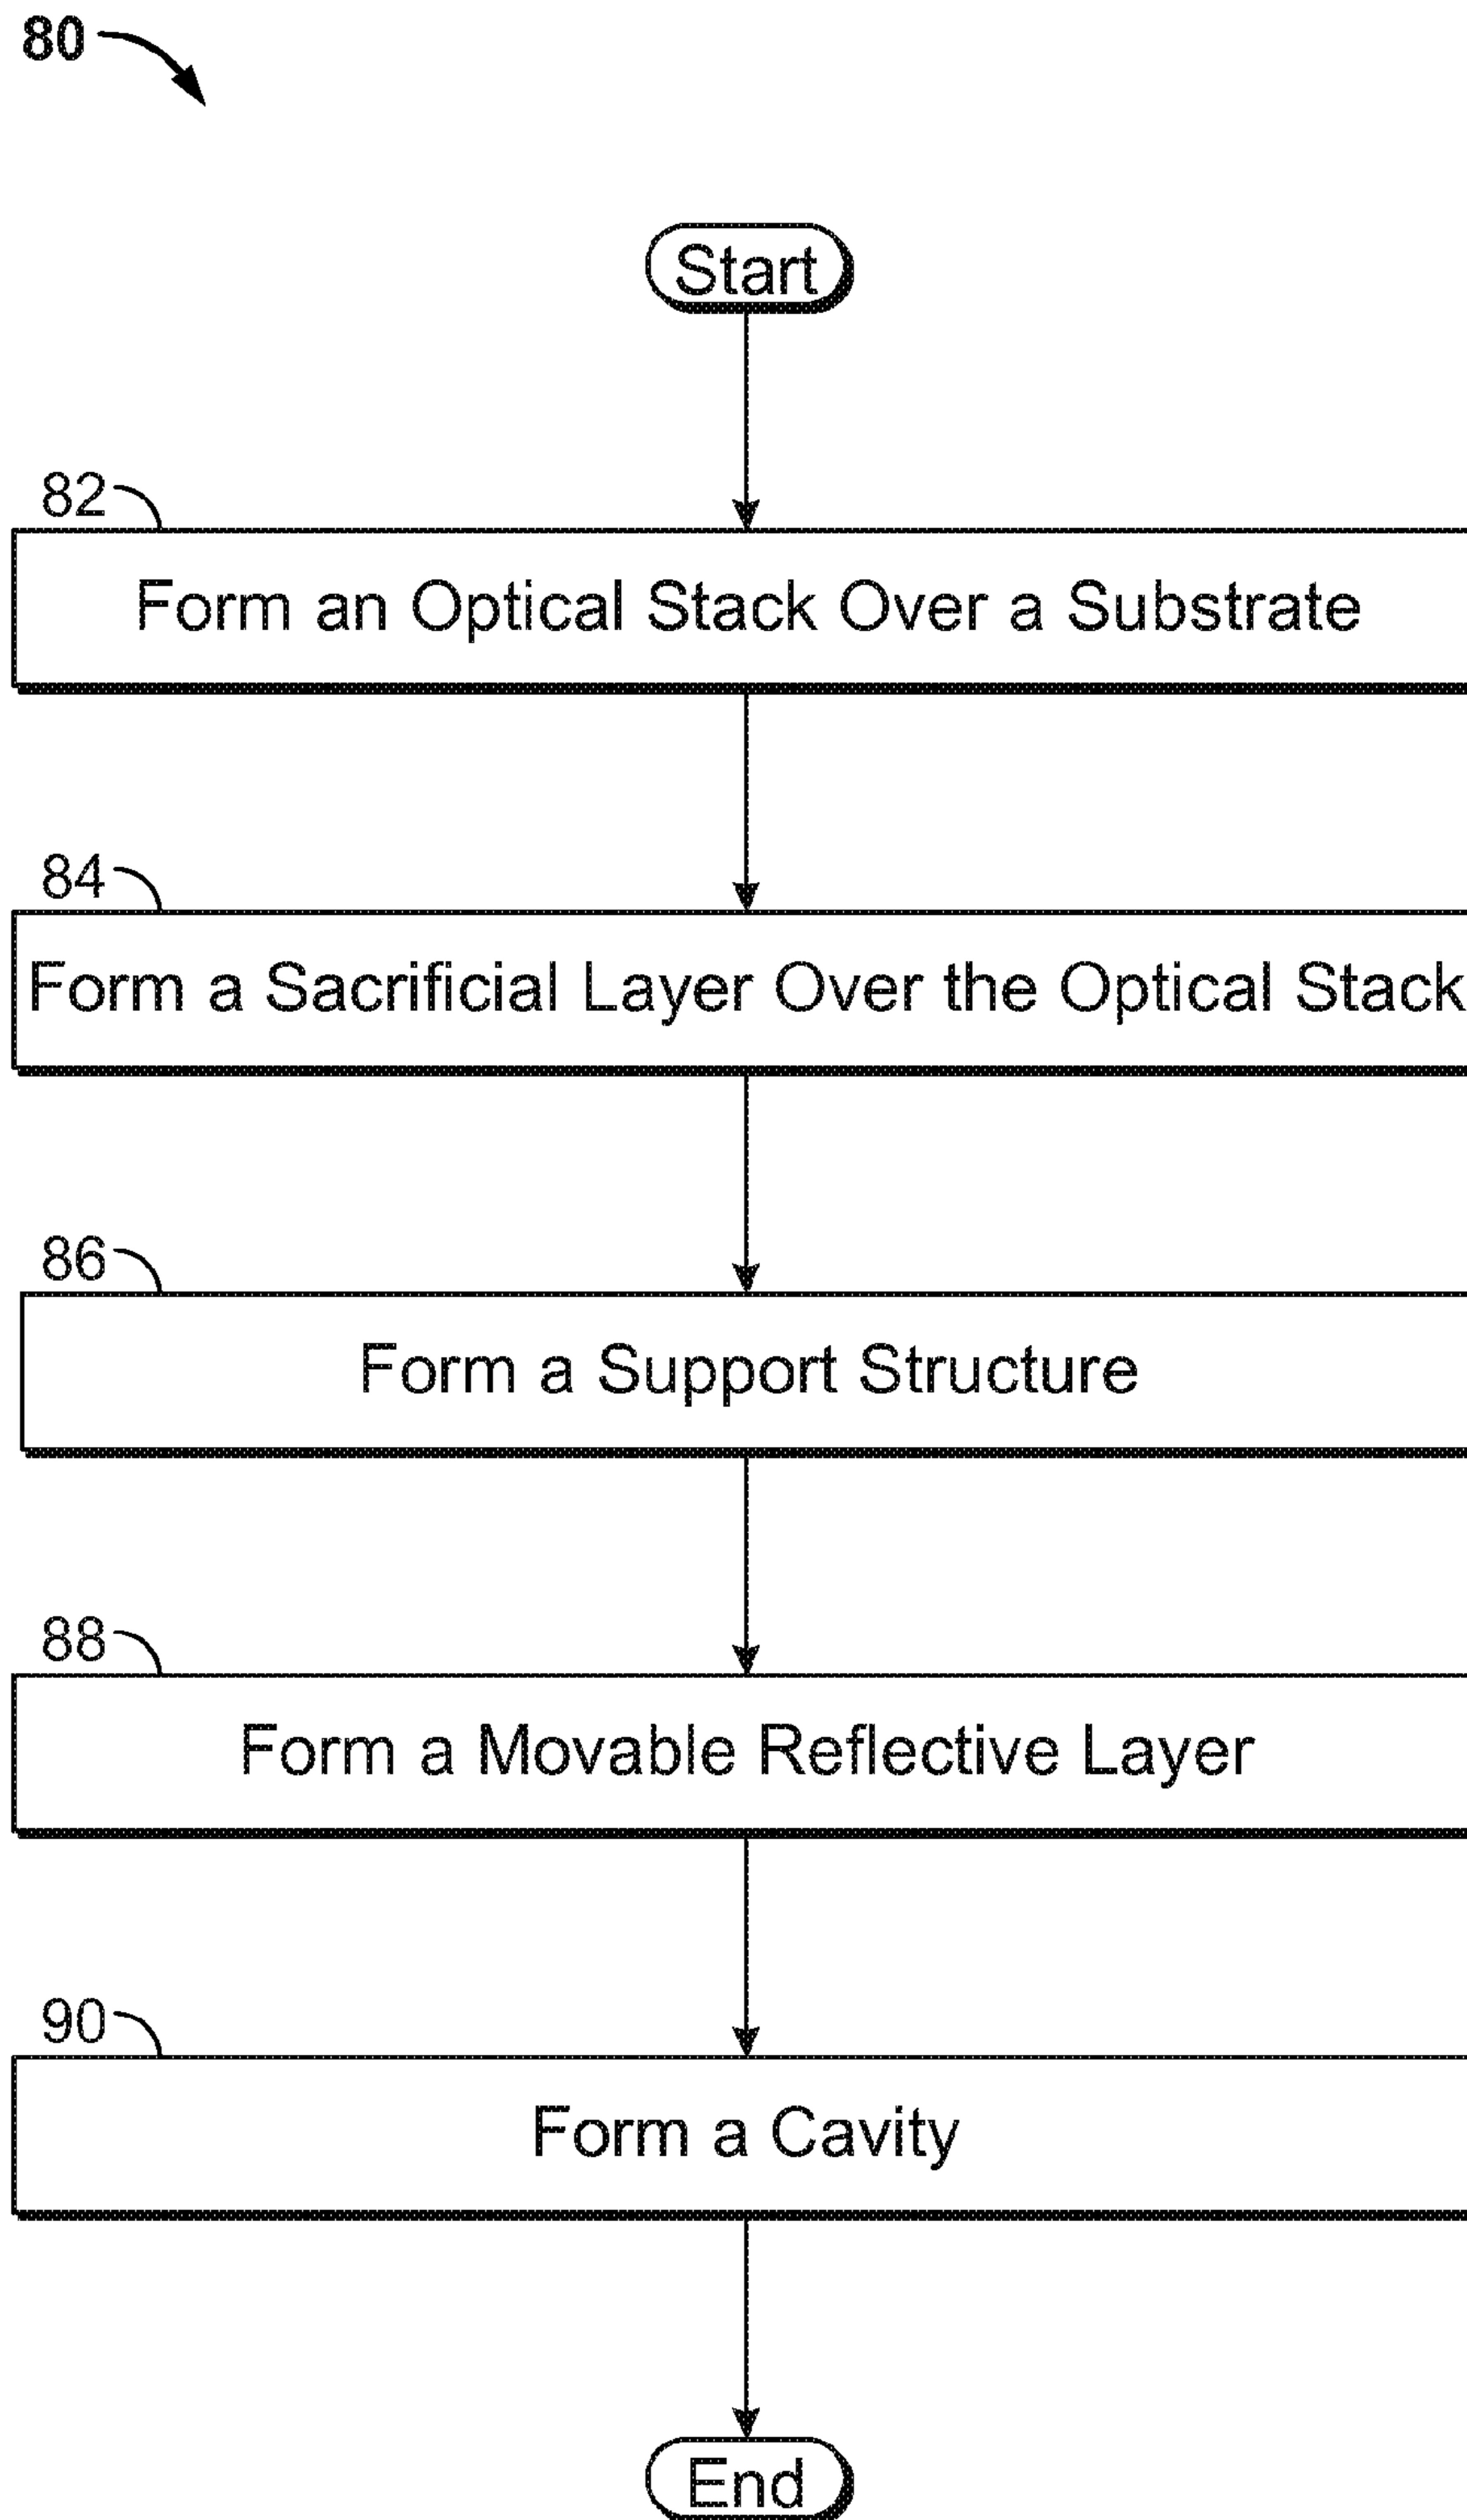 80
Start
82
Form an Optical Stack Over a Substrate
84
Form a Sacrificial Layer Over the Optical Stack
86
Form a Support Structure
88
Form a Movable Reflective Layer
90
Form a Cavity
End